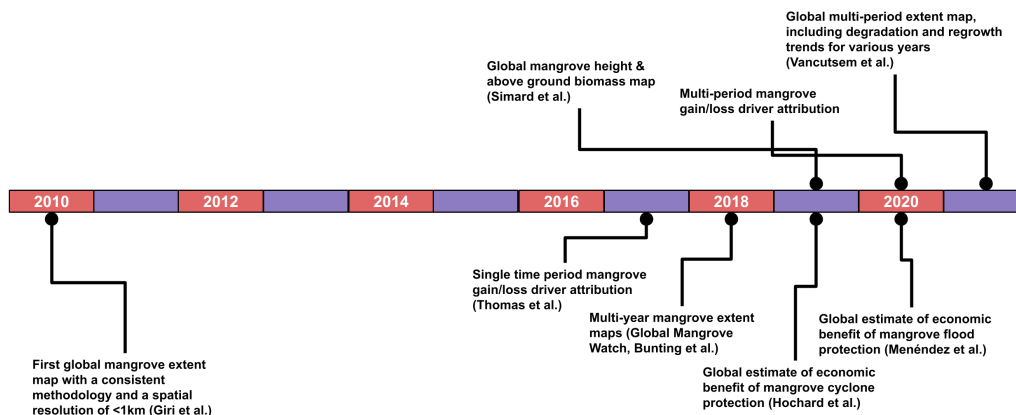 Global multi-period extent map,
including degradation and regrowth
trends for various years
(Vancutsem et al.)
Global mangrove height &
above ground biomass map
(Simard et al.)
Multi-period mangrove
gain/loss driver attribution
2010
2012
2014
2016
2018
2020
Single time period mangrove
gain/loss driver attribution
(Thomas et al.)
Multi-year mangrove extent
maps (Global Mangrove
Watch, Bunting et al.)
Global estimate of economic
benefit of mangrove flood
protection (Menéndez et al.)
First global mangrove extent
map with a consistent
methodology and a spatial
resolution of <1km (Giri et al.)
Global estimate of economic
benefit of mangrove cyclone
protection (Hochard et al.)